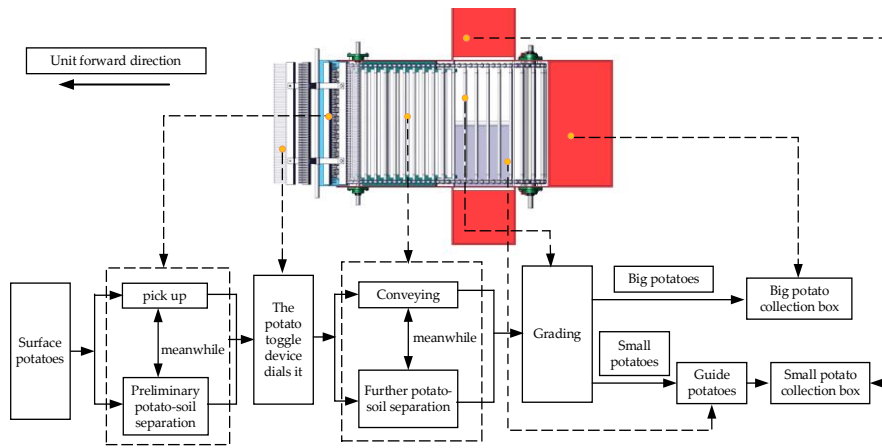 Unit forward direction
Surface
potatoes
pick up
meanwhile
Preliminary
potato-soil
separation
The
potato
toggle
device
dials it
Conveying
meanwhile
Further potato-
soil separation
Grading
Big potatoes
Small
potatoes
Big potato
collection box
Guide
potatoes
Small potato
collection box